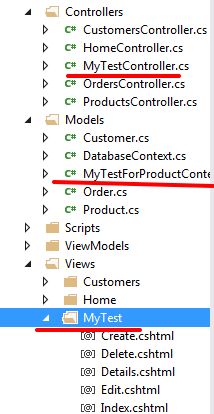 Controllers
C# CustomersController.cs
C# HomeController.cs
C# MyTestController.cs
C# OrdersController.cs
C# ProductsController.cs
Models
C# Customer.cs
C# DatabaseContext.cs
C# MyTestForProductConte
C# Order.cs
C# Product.cs
Scripts
ViewModels
Views
Customers
Home
MyTest
[@] Create.cshtml
[@] Delete.cshtml
[@] Details.cshtml
[@] Edit.cshtml
[@] Index.cshtml